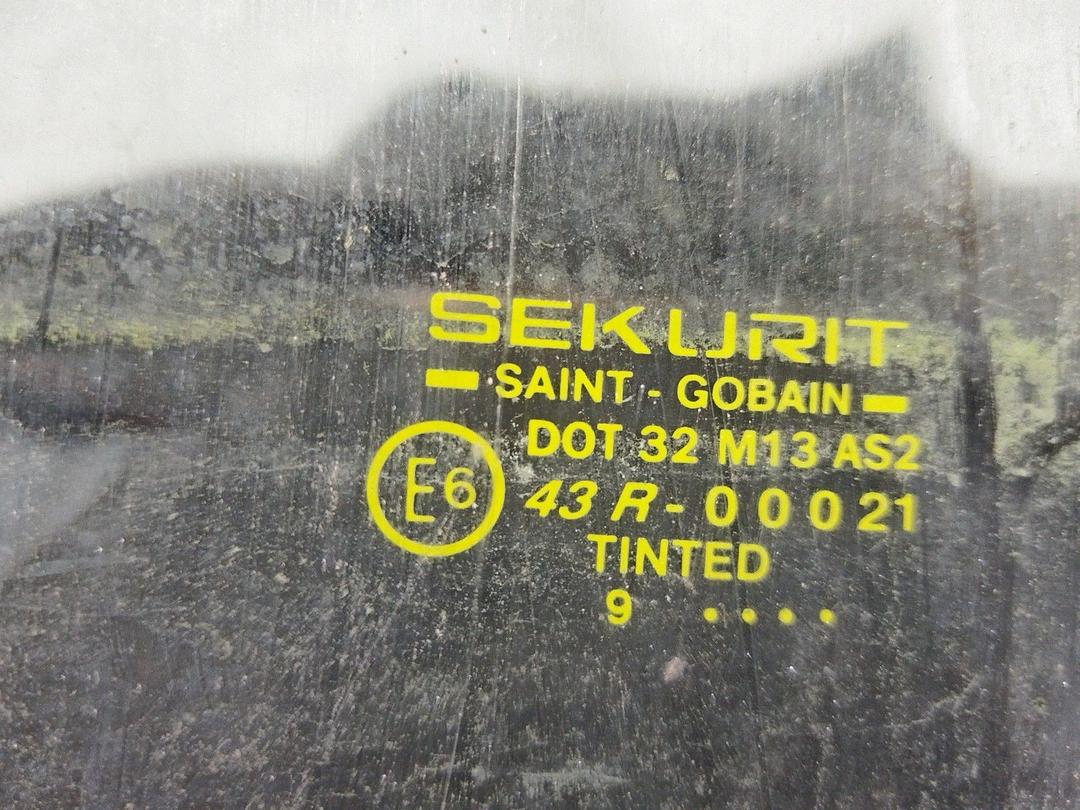 SEKURIT
SAINT - GOBAIN
DOT 32 M13 AS2
E6
43 R - 0 0 0 21
TINTED
9 . . . .